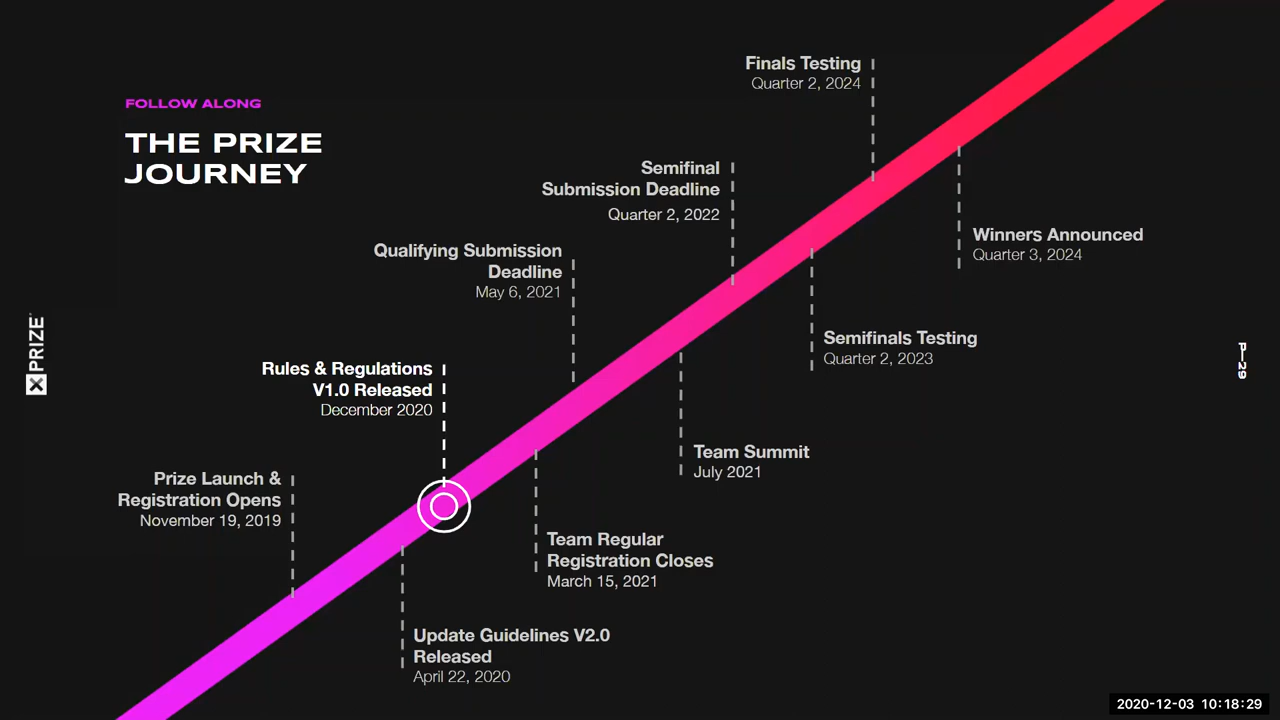 FOLLOW ALONG
THE PRIZE
JOURNEY
Finals Testing
Quarter 2, 2024
Semifinal
Submission Deadline
Quarter 2, 2022
Winners Announced
Quarter 3, 2024
Qualifying Submission
Deadline
May 6, 2021
Semifinals Testing
Quarter 2, 2023
XPRIZE
P—29
Rules & Regulations
V1.0 Released
December 2020
Team Summit
July 2021
Prize Launch &
Registration Opens
November 19, 2019
Team Regular
Registration Closes
March 15, 2021
Update Guidelines V2.0
Released
April 22, 2020
2020-12-03 10:18:29